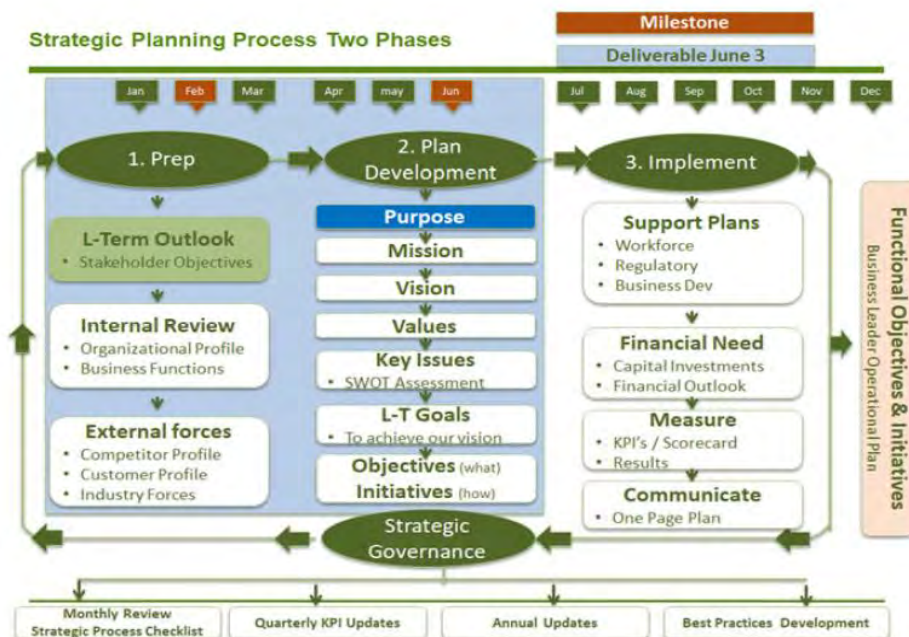 Strategic Planning Process Two Phases
Milestone
Deliverable June 3
Jan
Feb
Mar
Apr
may
Jun
Jul
Aug
Sep
Oct
Nov
Dec
1. Prep
L-Term Outlook
• Stakeholder Objectives
Internal Review
• Organizational Profile
• Business Functions
External forces
• Competitor Profile
• Customer Profile
• Industry Forces
2. Plan
Development
Purpose
Mission
Vision
Values
Key Issues
• SWOT Assessment
L-T Goals
• To achieve our vision
Objectives (what)
Initiatives (how)
3. Implement
Support Plans
• Workforce
• Regulatory
• Business Dev
Financial Need
• Capital Investments
• Financial Outlook
Measure
• KPI's / Scorecard
• Results
Communicate
• One Page Plan
Functional Objectives & Initiatives
Business Leader Operational Plan
Strategic
Governance
Monthly Review
Strategic Process Checklist
Quarterly KPI Updates
Annual Updates
Best Practices Development